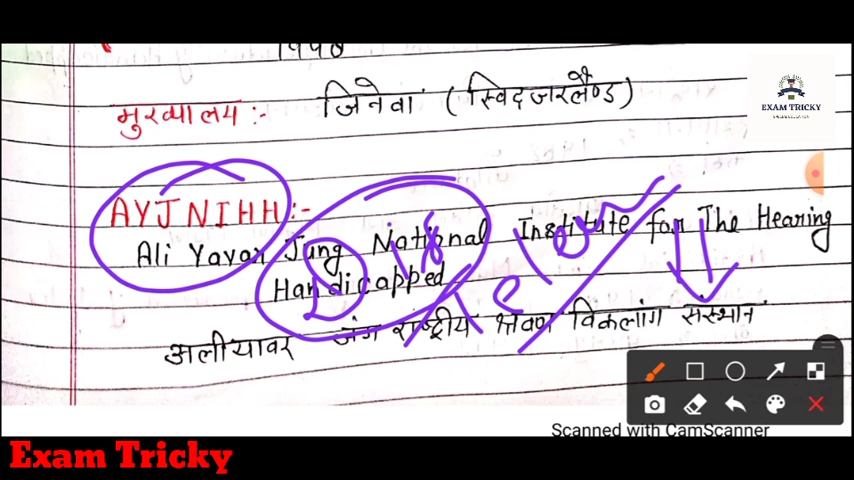 मुख्यालय:- जिनेवा (स्विटजरलैण्ड)
EXAM TRICKY
AYJNIHH:-
Ali Yavar Jung National Institute for The Hearing
Handicapped
अलीयावर जंग राष्ट्रीय श्रवण विकलांग संस्थान
Scanned with CamScanner
Exam Tricky